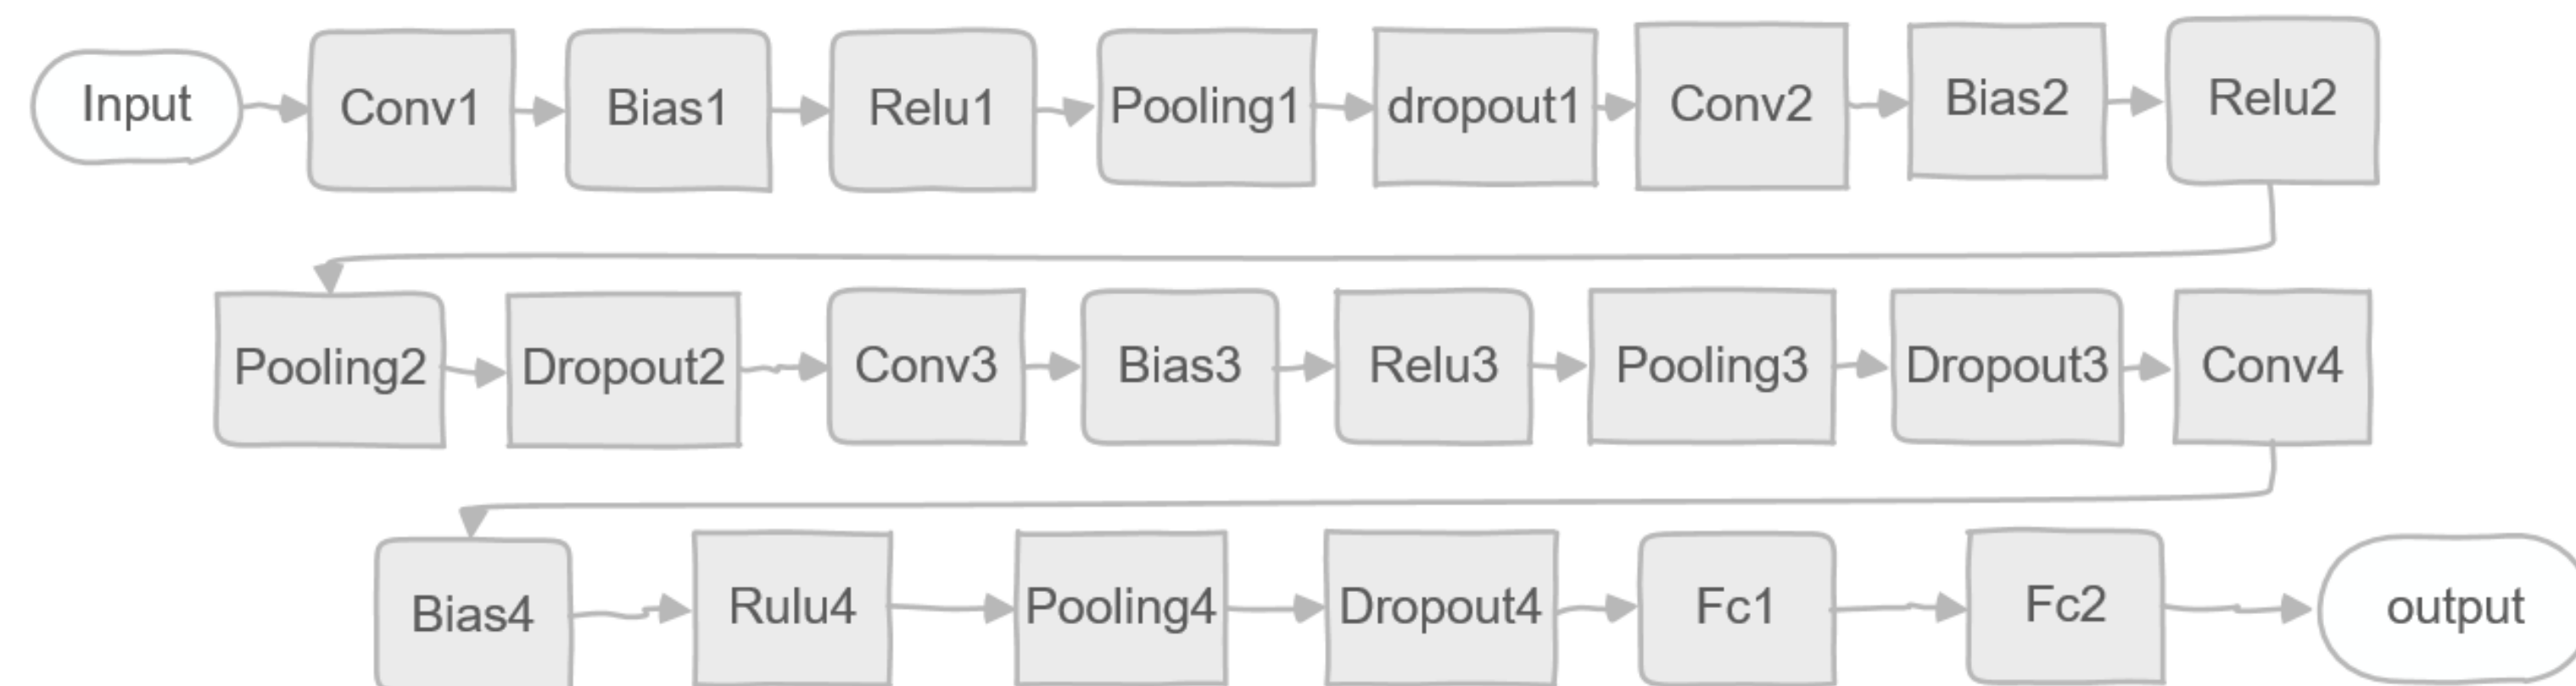 Input Conv1 Bias1 Relu1 Pooling1 dropout1 Conv2 Bias2 Relu2
Pooling2 Dropout2 Conv3 Bias3 Relu3 Pooling3 Dropout3 Conv4
Bias4 Rulu4 Pooling4 Dropout4 Fc1 Fc2 output